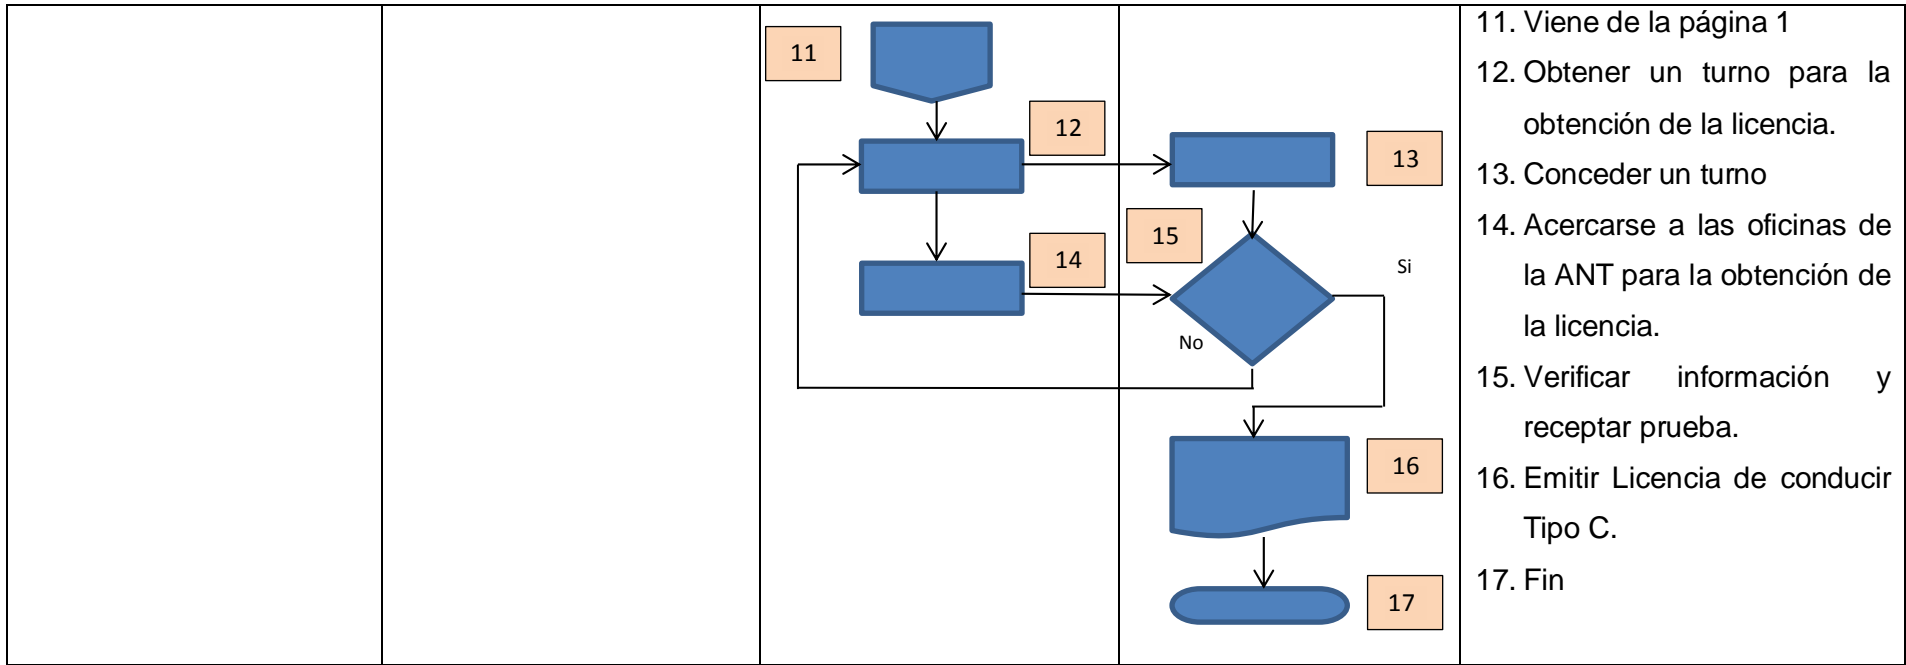 11
12
13
14
15
Si
No
16
17
11. Viene de la página 1
12. Obtener un turno para la
obtención de la licencia.
13. Conceder un turno
14. Acercarse a las oficinas de
la ANT para la obtención de
la licencia.
15. Verificar información y
receptar prueba.
16. Emitir Licencia de conducir
Tipo C.
17. Fin